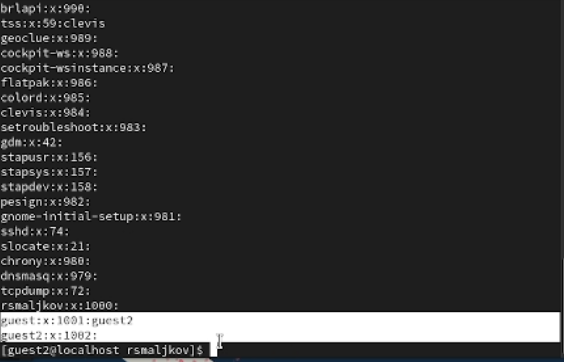 brlapi:x:990:
tss:x:59:clevis
geoclue:x:989:
cockpit-ws:x:988:
cockpit-wsinstance:x:987:
flatpak:x:986:
colord:x:985:
clevis:x:984:
setroubleshoot:x:983:
gdm:x:42:
stapusr:x:156:
stapsys:x:157:
stapdev:x:158:
pesign:x:982:
gnome-initial-setup:x:981:
sshd:x:74:
slocate:x:21:
chrony:x:980:
dnsmasq:x:979:
tcpdump:x:72:
rsmaljkov:x:1000:
guest:x:1001:guest2
guest2:x:1002:
[guest2@localhost rsmaljkov]$